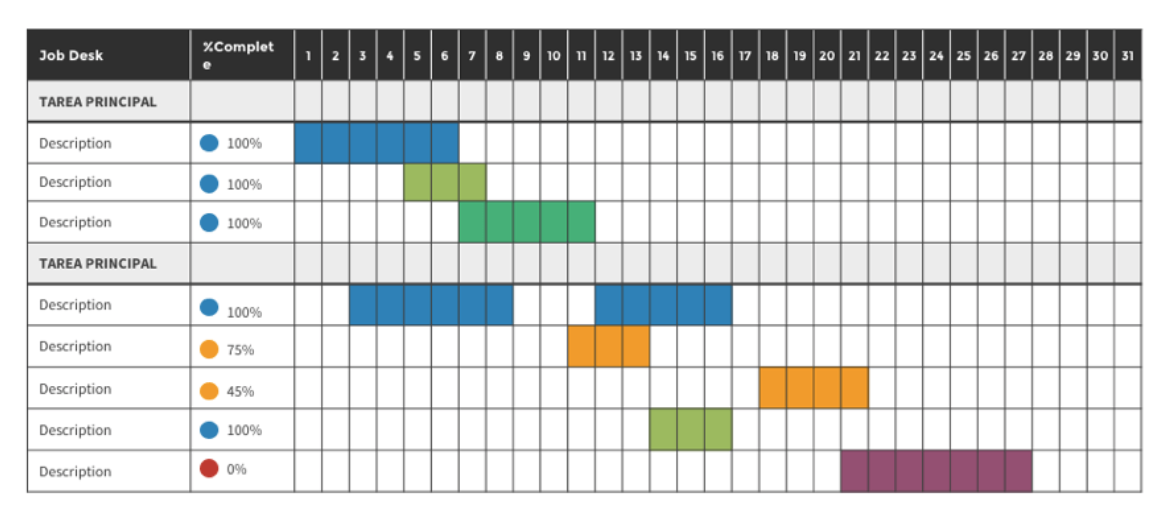 Job Desk %Complet
e 1 2 3 4 5 6 7 8 9 10 11 12 13 14 15 16 17 18 19 20 21 22 23 24 25 26 27 28 29 30 31
TAREA PRINCIPAL
Description 100%
Description 100%
Description 100%
TAREA PRINCIPAL
Description 100%
Description 75%
Description 45%
Description 100%
Description 0%